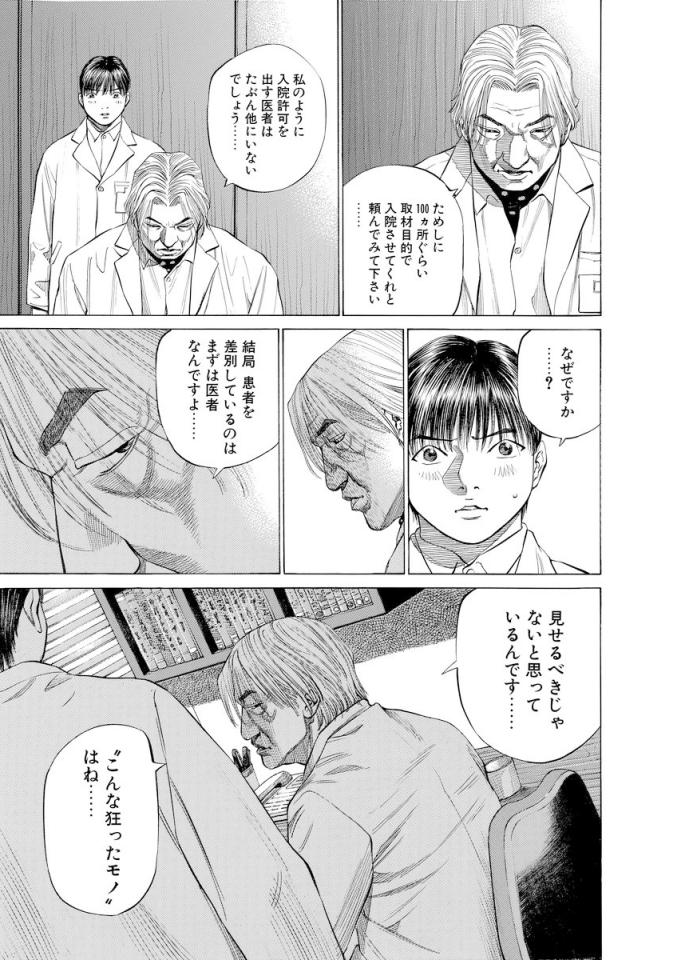 ためしに
100ヵ所ぐらい
取材目的で
入院させてくれと
頼んでみて下さい
……
私のように
入院許可を
出す医者は
たぶん他にいない
でしょう……
なぜですか
……?
結局 患者を
差別しているのは
まずは医者
なんですよ……
見せるべきじゃ
ないと思って
いるんです……
〝こんな狂ったモノ〟
はね……